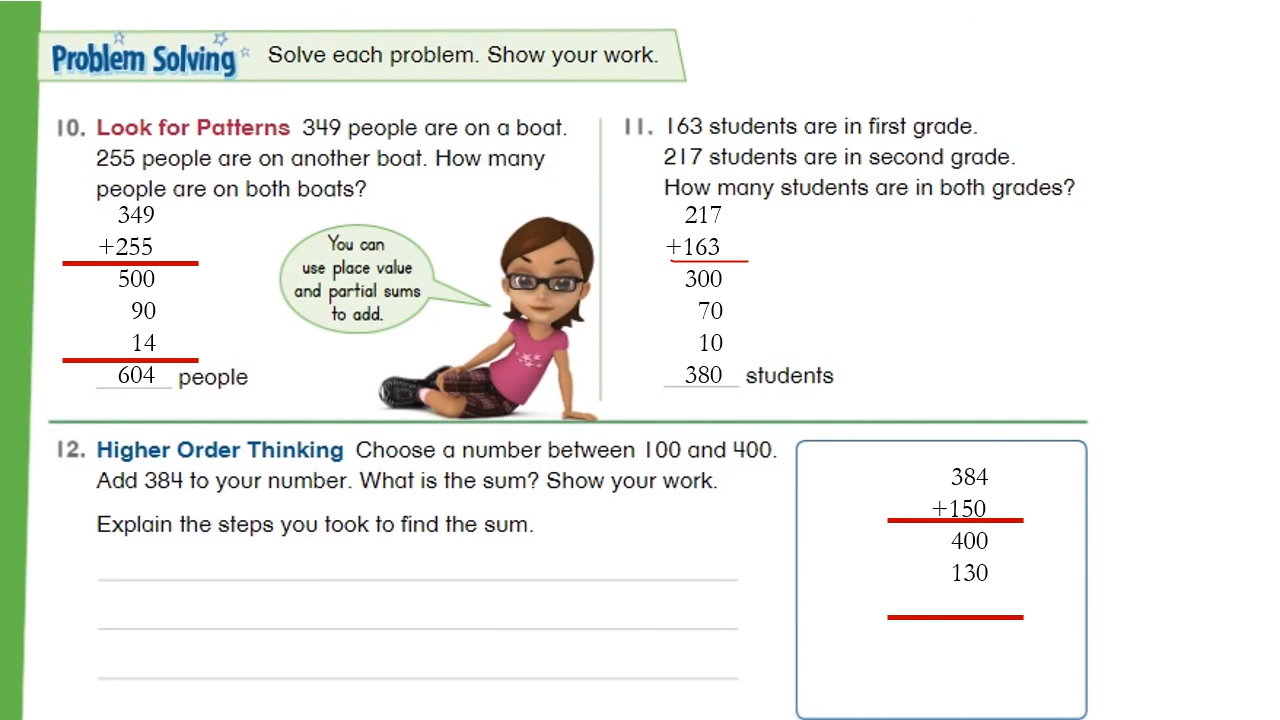 Problem Solving Solve each problem. Show your work.
10. Look for Patterns 349 people are on a boat.
255 people are on another boat. How many
people are on both boats?
349
+255
500
90
14
604 people
You can
use place value
and partial sums
to add.
11. 163 students are in first grade.
217 students are in second grade.
How many students are in both grades?
217
+163
300
70
10
380 students
12. Higher Order Thinking Choose a number between 100 and 400.
Add 384 to your number. What is the sum? Show your work.
Explain the steps you took to find the sum.
384
+150
400
130